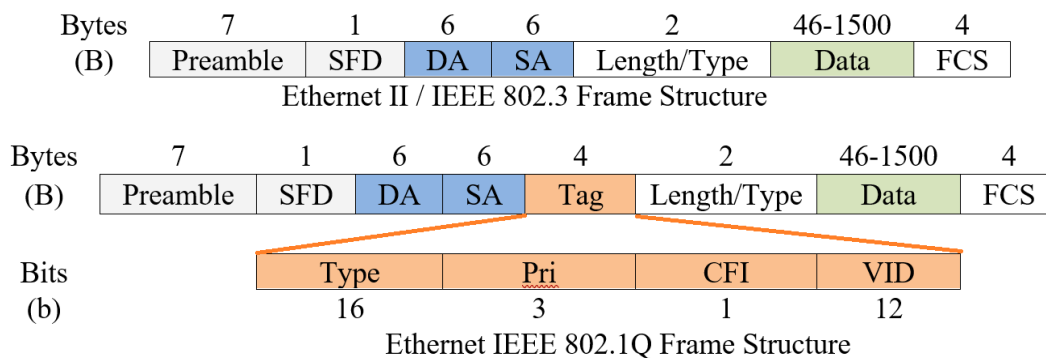 Bytes 7 1 6 6 2 46-1500 4
(B) Preamble SFD DA SA Length/Type Data FCS
Ethernet II / IEEE 802.3 Frame Structure
Bytes 7 1 6 6 4 2 46-1500 4
(B) Preamble SFD DA SA Tag Length/Type Data FCS
Bits Type Pri CFI VID
(b) 16 3 1 12
Ethernet IEEE 802.1Q Frame Structure